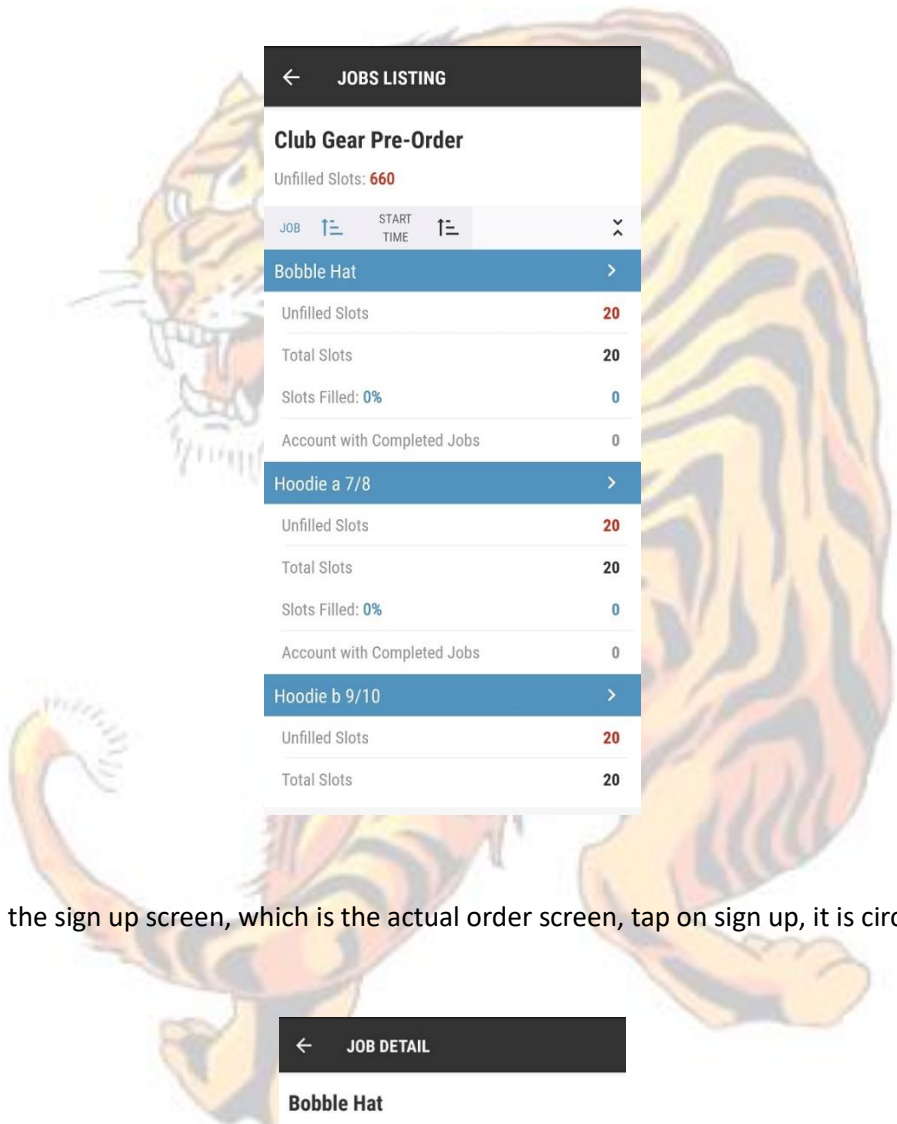 JOBS LISTING
Club Gear Pre-Order
Unfilled Slots: 660
JOB START TIME
Bobble Hat
Unfilled Slots 20
Total Slots 20
Slots Filled: 0% 0
Account with Completed Jobs 0
Hoodie a 7/8
Unfilled Slots 20
Total Slots 20
Slots Filled: 0% 0
Account with Completed Jobs 0
Hoodie b 9/10
Unfilled Slots 20
Total Slots 20
the sign up screen, which is the actual order screen, tap on sign up, it is
JOB DETAIL
Bobble Hat